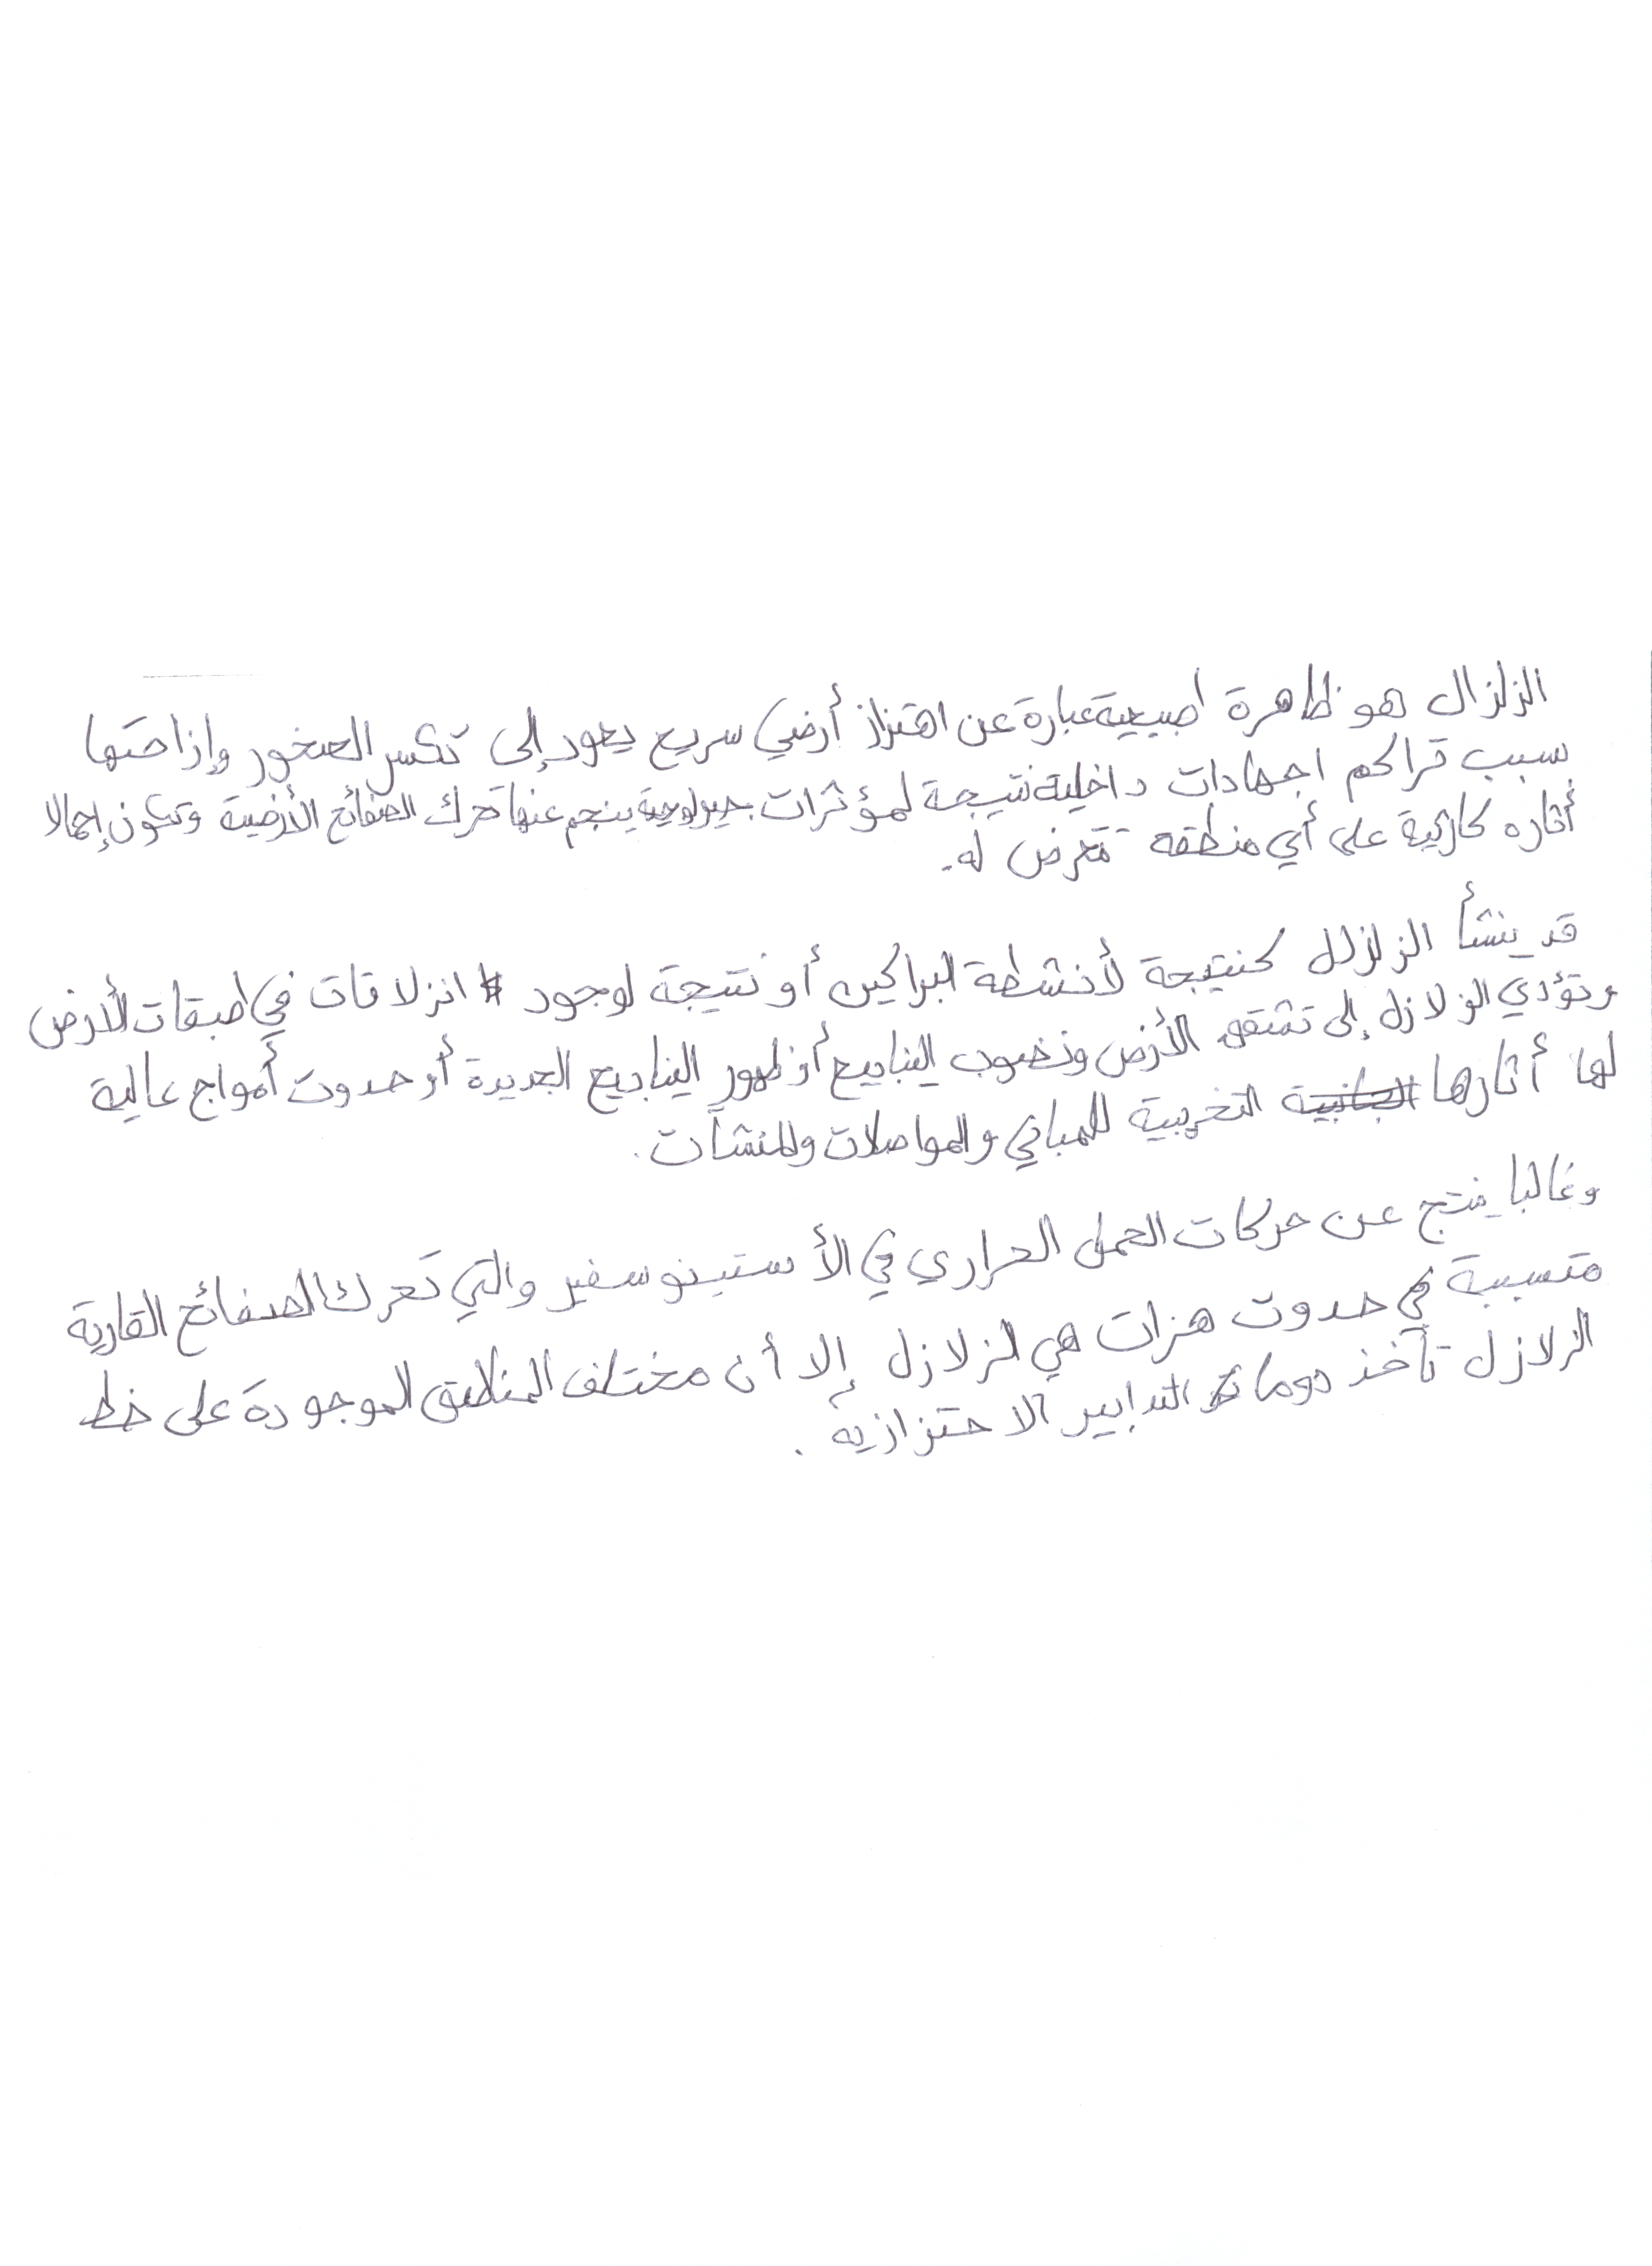 الزلزال هو ظاهرة طبيعية عبارة عن اهتزاز أرضي سريع يعود إلى تكسر الصخور وإزاحتها
بسبب تراكم اجهادات داخلية نتيجة لمؤثرات جيولوجية ينجم عنها تحرك الصفائح الأرضية وتكون إجمالا
أثاره كارثية على أي منطقه تتعرض له.
قد ينشأ الزلزال كنتيجة لأنشطة البراكين أو نتيجة لوجود انزلاقات في طبقات الأرض
وتؤدي الزلازل إلى تشقق الأرض ونضوب الينابيع أو ظهور الينابيع الجديدة أو حدوث أمواج عالية
لها أثارها التخريبية للمباني والمواصلات والمنشآت.
وغالبا ينتج عن حركات الحمل الحراري في الأستينوسفير والتي تحرك الصفائح القارية
متسببة في حدوث هزات هي الزلازل إلا أن مختلف المناطق الموجودة على خط
الزلازل تأخذ دوما التدابير الاحتزازية.